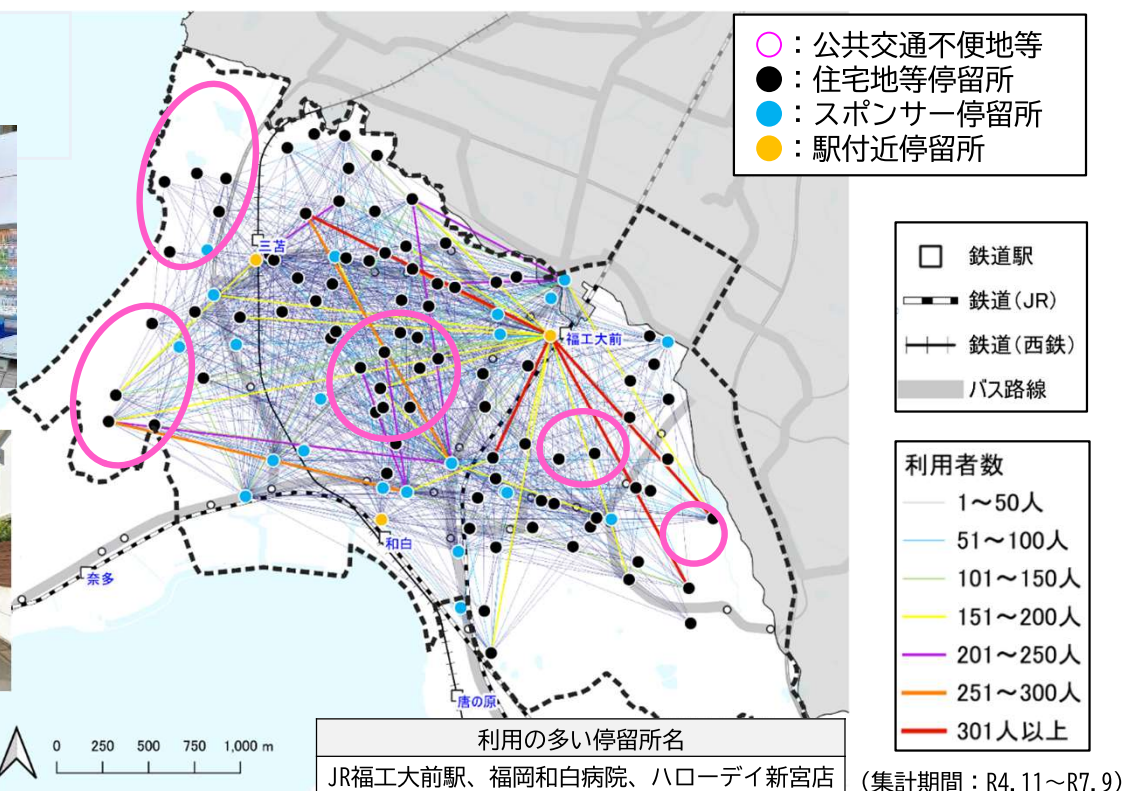 ○：公共交通不便地等
●：住宅地等停留所
●：スポンサー停留所
●：駅付近停留所
三苫
福工大前
和白
奈多
唐の原
鉄道駅
鉄道(JR)
鉄道(西鉄)
バス路線
利用者数
1～50人
51～100人
101～150人
151～200人
201～250人
251～300人
301人以上
0 250 500 750 1,000 m
利用の多い停留所名
JR福工大前駅、福岡和白病院、ハローデイ新宮店
(集計期間：R4.11～R7.9)